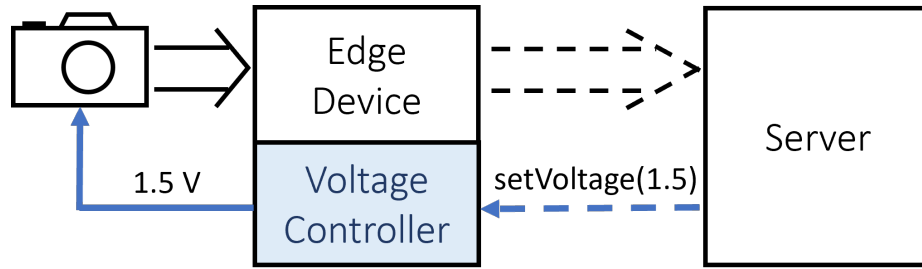 Edge
Device
Server
1.5 V
Voltage
Controller
setVoltage(1.5)